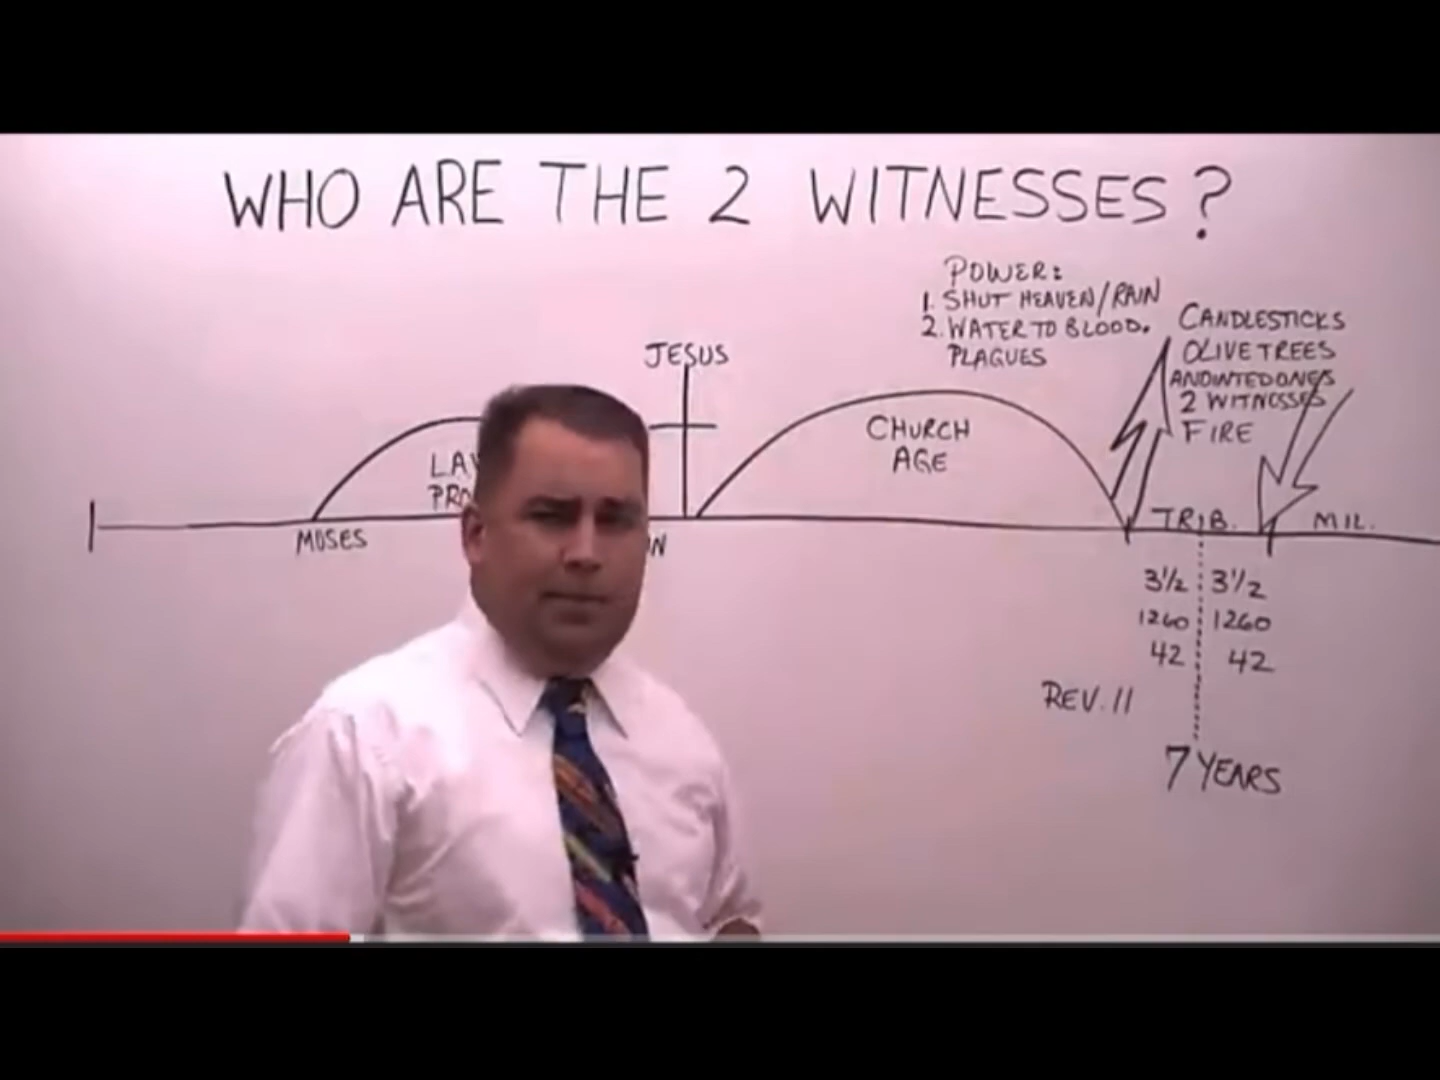 WHO ARE THE 2 WITNESSES?
POWER:
1. SHUT HEAVEN/RAIN
2. WATER TO BLOOD.
PLAGUES
CANDLESTICKS
OLIVE TREES
ANOINTED ONES
2 WITNESSES
FIRE
JESUS
CHURCH
AGE
LA
PRO
MOSES
N
TRIB.
MIL.
3½ 3½
1260 1260
42 42
REV. 11
7 YEARS